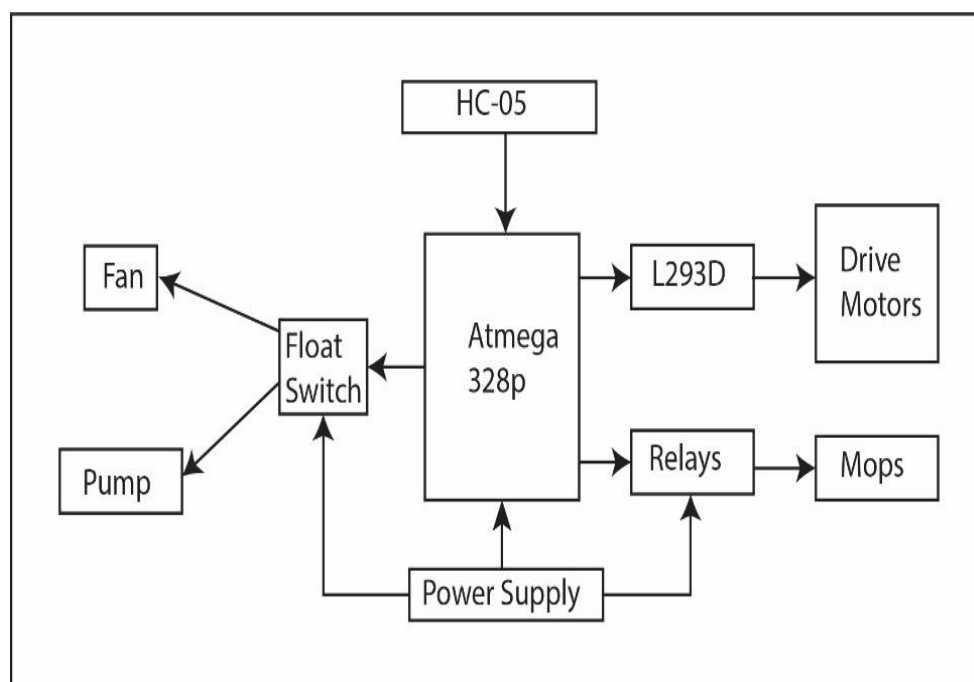 HC-05
Fan
Float
Switch
Atmega
328p
L293D
Drive
Motors
Pump
Relays
Mops
Power Supply